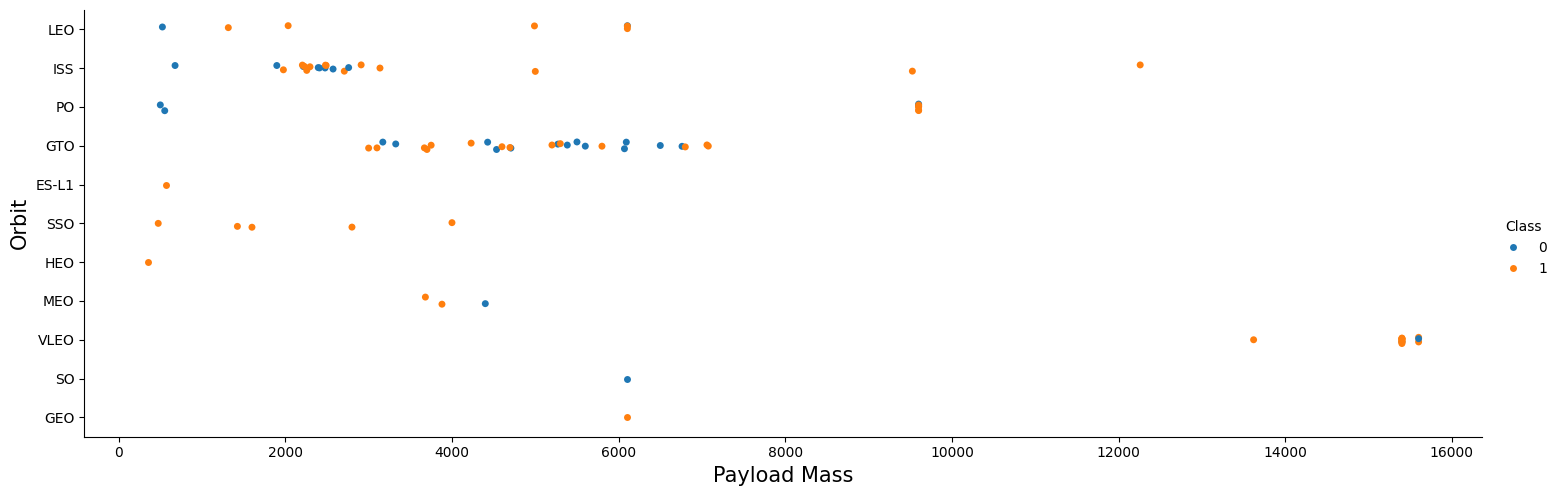 LEO
ISS
PO
GTO
ES-L1
SSO
HEO
MEO
VLEO
SO
GEO
Orbit
0 2000 4000 6000 8000 10000 12000 14000 16000
Payload Mass
Class
0
1